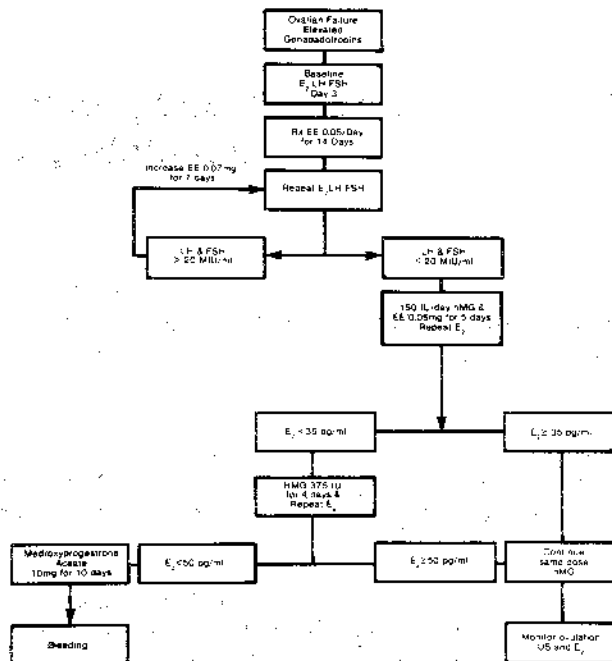 Ovarian Failure
Elevated
Gonapadotropins
Baseline
E₂ LH FSH
Day 3
Rx EE 0.05/Day
for 14 Days
Increase EE 0.07mg
for 7 days
Repeat E₂ LH FSH
LH & FSH
> 20 MIU/ml
LH & FSH
< 20 MIU/ml
150 IU/day hMG &
EE 0.05mg for 5 days
Repeat E₂
E₂ < 35 pg/ml
E₂ ≥ 35 pg/ml
HMG 375 IU
for 4 days &
Repeat E₂
Medroxyprogestrone
Acetate
10mg for 10 days
E₂ <50 pg/ml
E₂ ≥50 pg/ml
Continue
same dose
hMG
Bleeding
Monitor ovulation
US and E₂